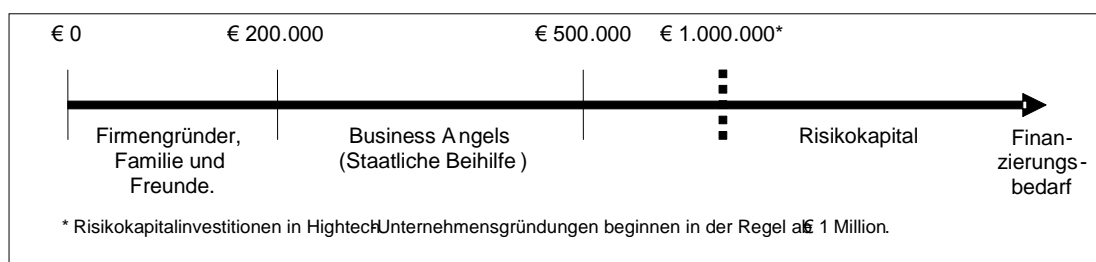 € 0 € 200.000 € 500.000 € 1.000.000*
Firmengründer,
Familie und
Freunde.
Business Angels
(Staatliche Beihilfe )
Risikokapital
Finan-
zierungs-
bedarf
* Risikokapitalinvestitionen in Hightech-Unternehmensgründungen beginnen in der Regel ab € 1 Million.